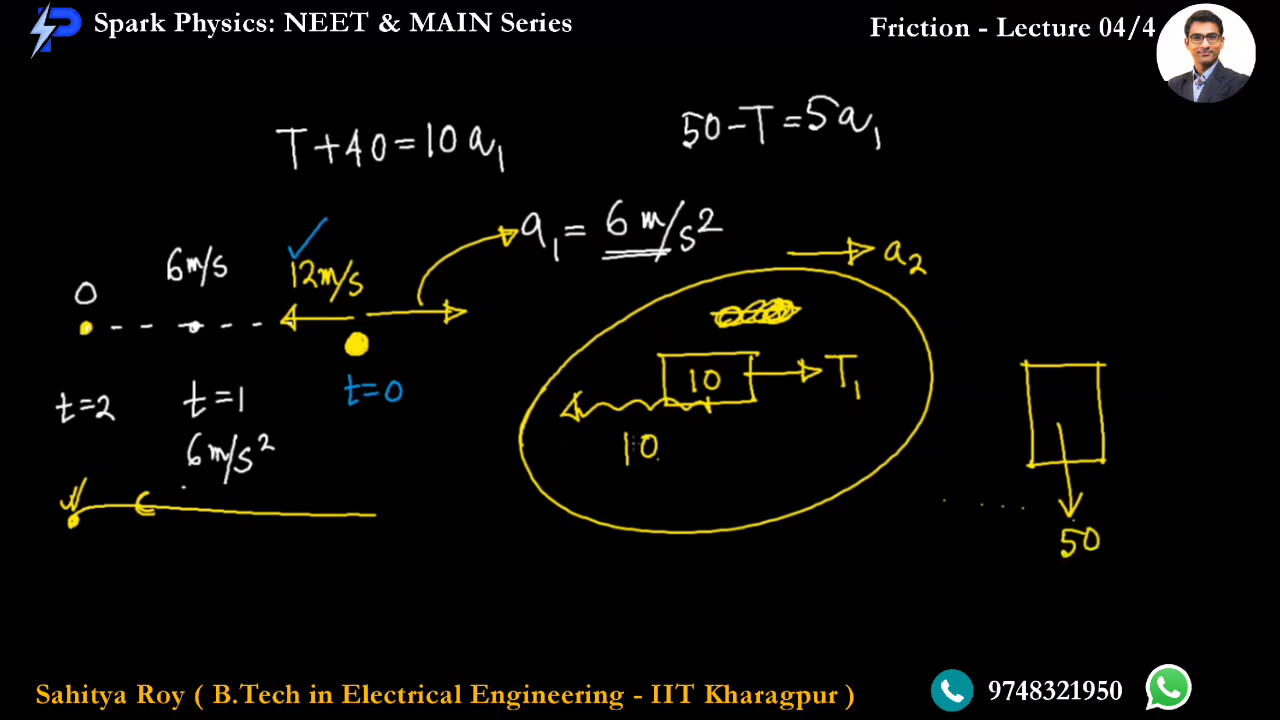 Spark Physics: NEET & MAIN Series
Friction - Lecture 04/4
T+40=10a₁
50-T=5a₁
a₁= 6 m/s²
0
6m/s
12m/s
a₂
10
T₁
t=2
t=1
t=0
6m/s²
10
50
Sahitya Roy ( B.Tech in Electrical Engineering - IIT Kharagpur )
9748321950